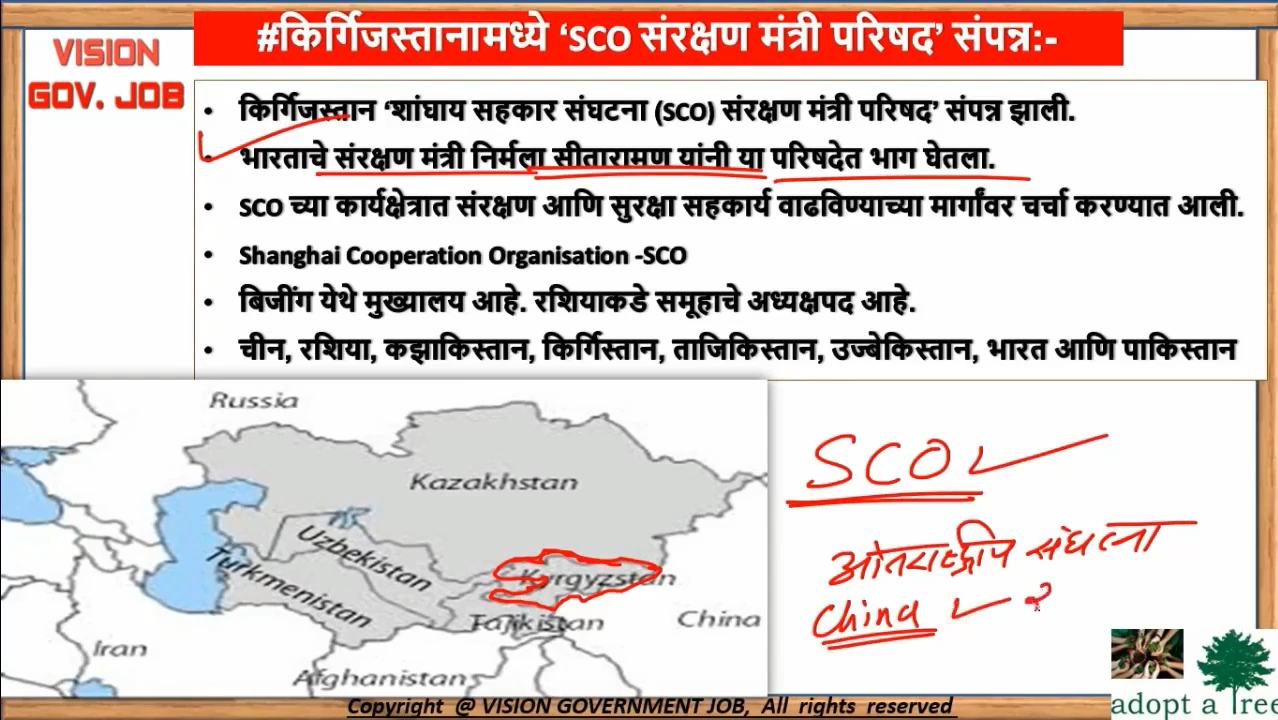 #किर्गिजस्तानामध्ये ‘SCO संरक्षण मंत्री परिषद’ संपन्न:-
VISION
GOV. JOB
• किर्गिजस्तान ‘शांघाय सहकार संघटना (SCO) संरक्षण मंत्री परिषद’ संपन्न झाली.
• भारताचे संरक्षण मंत्री निर्मला सीतारामण यांनी या परिषदेत भाग घेतला.
• SCO च्या कार्यक्षेत्रात संरक्षण आणि सुरक्षा सहकार्य वाढविण्याच्या मार्गांवर चर्चा करण्यात आली.
• Shanghai Cooperation Organisation -SCO
• बिजींग येथे मुख्यालय आहे. रशियाकडे समूहाचे अध्यक्षपद आहे.
• चीन, रशिया, कझाकिस्तान, किर्गिस्तान, ताजिकिस्तान, उज्बेकिस्तान, भारत आणि पाकिस्तान
Russia
Kazakhstan
Uzbekistan
Turkmenistan
Kyrgyzstan
Tajikistan
China
Iran
Afghanistan
SCO
आंतराष्ट्रीय संघटना
China
adopt a Tree
Copyright @ VISION GOVERNMENT JOB, All rights reserved